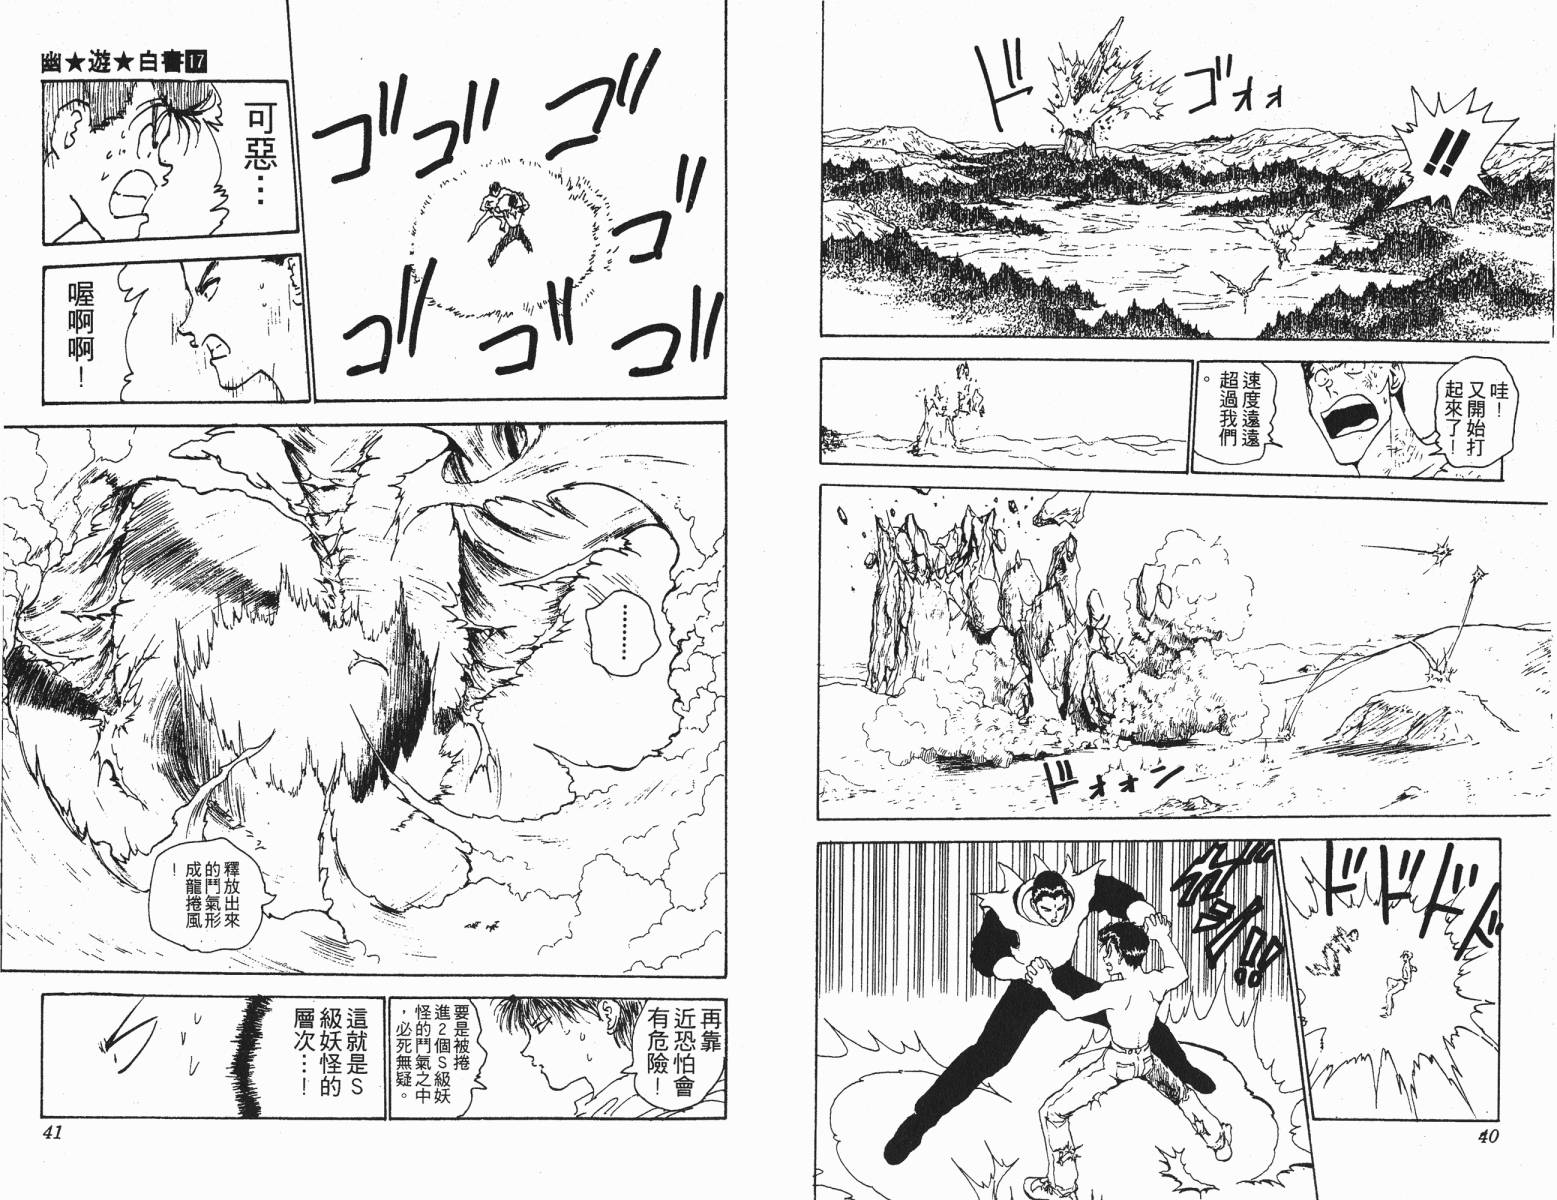 ド
ゴォォ
!!
哇!
又開始打
起來了!
速度遠遠
超過我們
。
ドォォン
ドドドド
40
幽★遊★白書17
ゴゴゴゴゴゴゴ
可惡…
喔啊啊!
………
釋放出來
的鬥氣形
成龍捲風
!
再靠
近恐怕會
有危險!
要是被捲
進2個S級妖
怪的鬥氣之中
,必死無疑。
這就是S
級妖怪的
層次…!
41